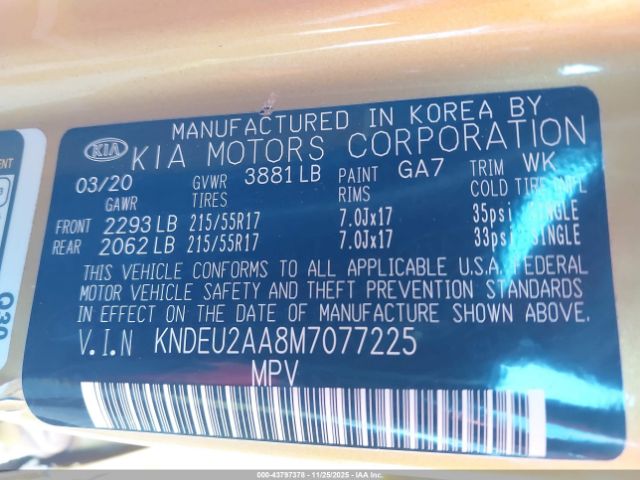 MANUFACTURED IN KOREA BY
KIA KIA MOTORS CORPORATION
03/20 GVWR 3881 LB PAINT GA7 TRIM WK
GAWR TIRES RIMS COLD TIRE INFL
FRONT 2293 LB 215/55R17 7.0Jx17 35psi SINGLE
REAR 2062 LB 215/55R17 7.0Jx17 33psi SINGLE
THIS VEHICLE CONFORMS TO ALL APPLICABLE U.S.A. FEDERAL
MOTOR VEHICLE SAFETY AND THEFT PREVENTION STANDARDS
IN EFFECT ON THE DATE OF MANUFACTURE SHOWN ABOVE.
V.I.N KNDEU2AA8M7077225
MPV
Q30
000-43797378 - 11/25/2025 - IAA Inc.